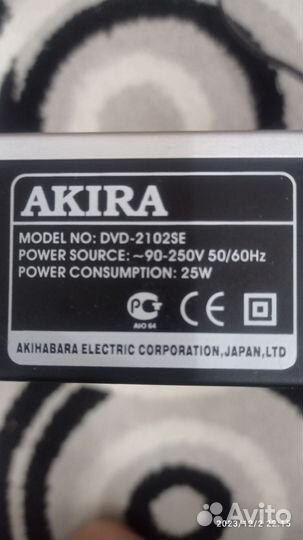 AKIRA
MODEL NO: DVD-2102SE
POWER SOURCE: ~90-250V 50/60Hz
POWER CONSUMPTION: 25W
PG CE
АЮ 64
AKIHABARA ELECTRIC CORPORATION,JAPAN,LTD
2023/12/2 22:15
Avito